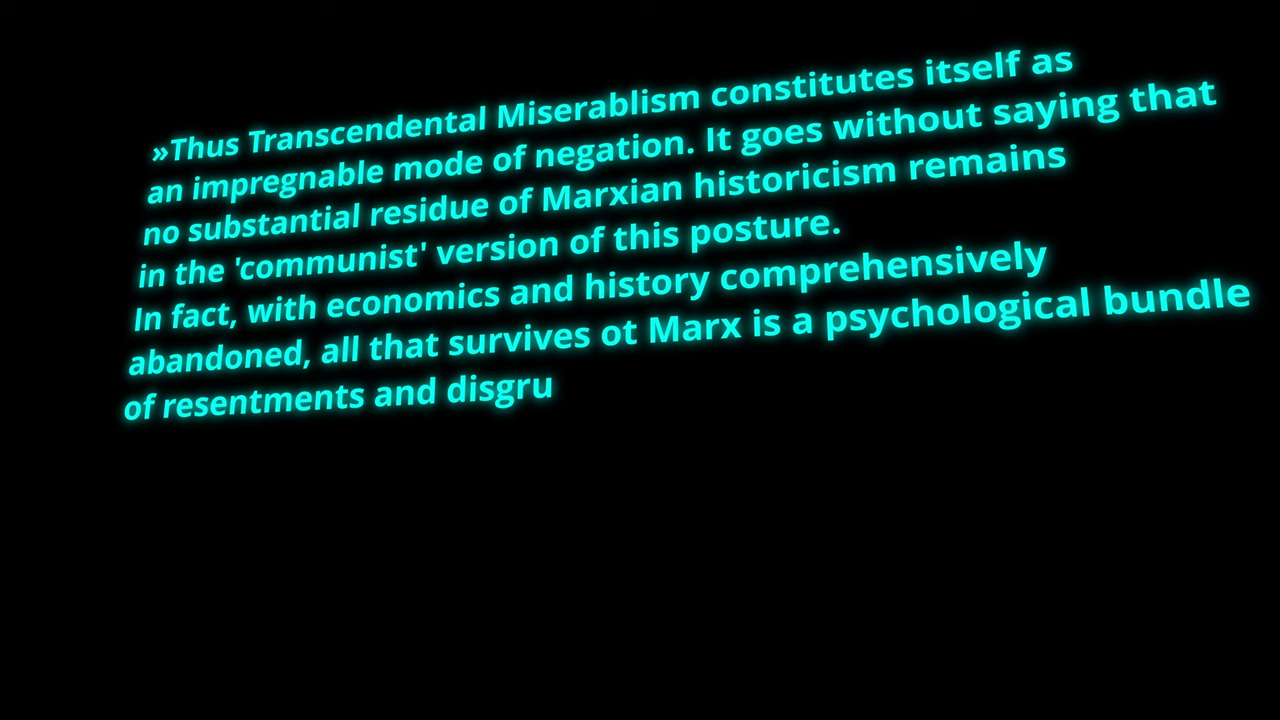 »Thus Transcendental Miserablism constitutes itself as
an impregnable mode of negation. It goes without saying that
no substantial residue of Marxian historicism remains
in the 'communist' version of this posture.
In fact, with economics and history comprehensively
abandoned, all that survives ot Marx is a psychological bundle
of resentments and disgru